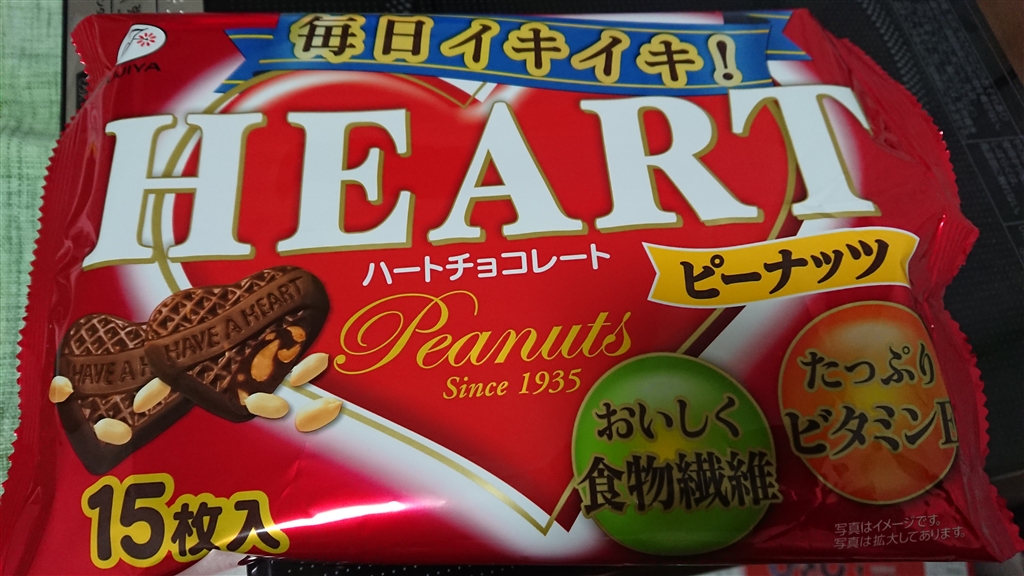 毎日イキイキ!
HEART
ハートチョコレート
ピーナッツ
Peanuts
Since 1935
HAVE A HEART
HAVE A H
おいしく
食物繊維
たっぷり
ビタミンE
15枚入
写真はイメージです。
写真は拡大してあります。